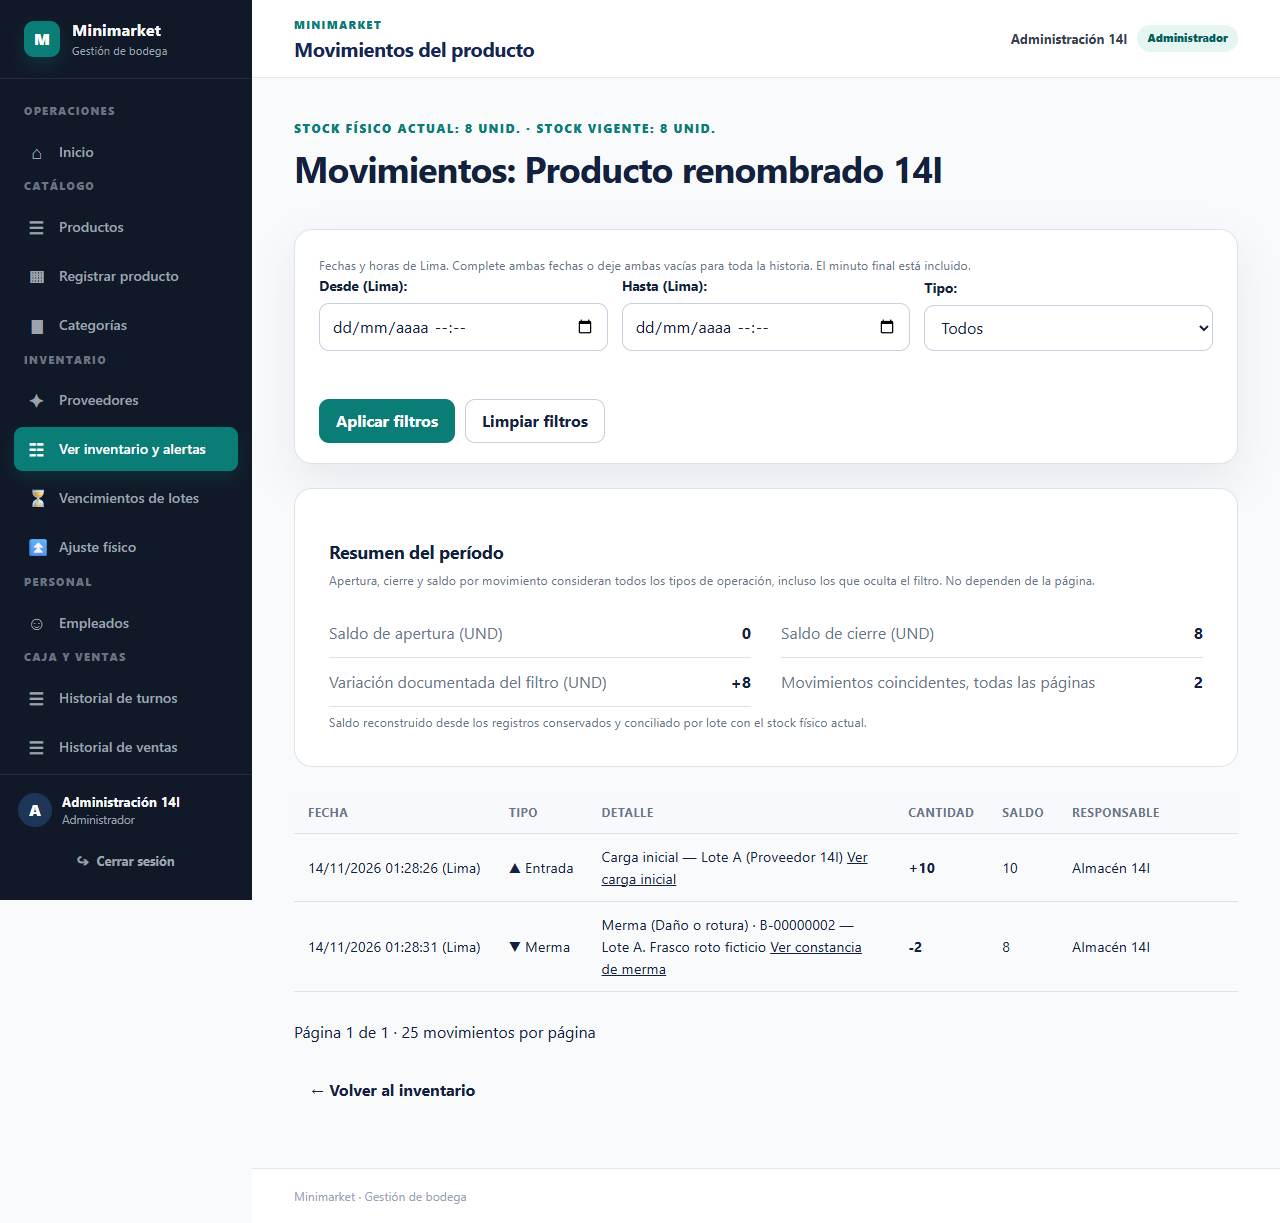 M
Minimarket
Gestión de bodega
OPERACIONES
Inicio
CATÁLOGO
Productos
Registrar producto
Categorías
INVENTARIO
Proveedores
Ver inventario y alertas
Vencimientos de lotes
Ajuste físico
PERSONAL
Empleados
CAJA Y VENTAS
Historial de turnos
Historial de ventas
A
Administración 14I
Administrador
Cerrar sesión
MINIMARKET
Movimientos del producto
Administración 14I
Administrador
STOCK FÍSICO ACTUAL: 8 UNID. · STOCK VIGENTE: 8 UNID.
Movimientos: Producto renombrado 14I
Fechas y horas de Lima. Complete ambas fechas o deje ambas vacías para toda la historia. El minuto final está incluido.
Desde (Lima):
Hasta (Lima):
Tipo:
dd/mm/aaaa --:--
dd/mm/aaaa --:--
Todos
Aplicar filtros
Limpiar filtros
Resumen del período
Apertura, cierre y saldo por movimiento consideran todos los tipos de operación, incluso los que oculta el filtro. No dependen de la página.
Saldo de apertura (UND) 0
Saldo de cierre (UND) 8
Variación documentada del filtro (UND) +8
Movimientos coincidentes, todas las páginas 2
Saldo reconstruido desde los registros conservados y conciliado por lote con el stock físico actual.
FECHA TIPO DETALLE CANTIDAD SALDO RESPONSABLE
14/11/2026 01:28:26 (Lima) ▲ Entrada Carga inicial — Lote A (Proveedor 14I) Ver +10 10 Almacén 14I
carga inicial
Merma (Daño o rotura) · B-00000002 —
14/11/2026 01:28:31 (Lima) ▼ Merma Lote A. Frasco roto ficticio Ver constancia -2 8 Almacén 14I
de merma
Página 1 de 1 · 25 movimientos por página
← Volver al inventario
Minimarket · Gestión de bodega